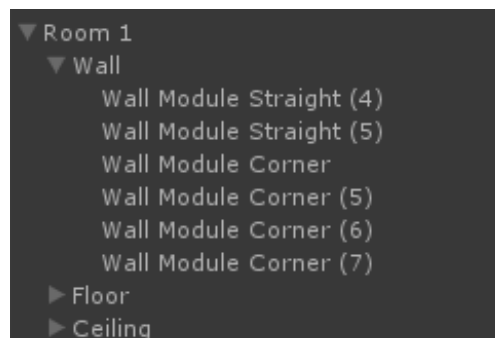 Room 1
Wall
Wall Module Straight (4)
Wall Module Straight (5)
Wall Module Corner
Wall Module Corner (5)
Wall Module Corner (6)
Wall Module Corner (7)
Floor
Ceiling